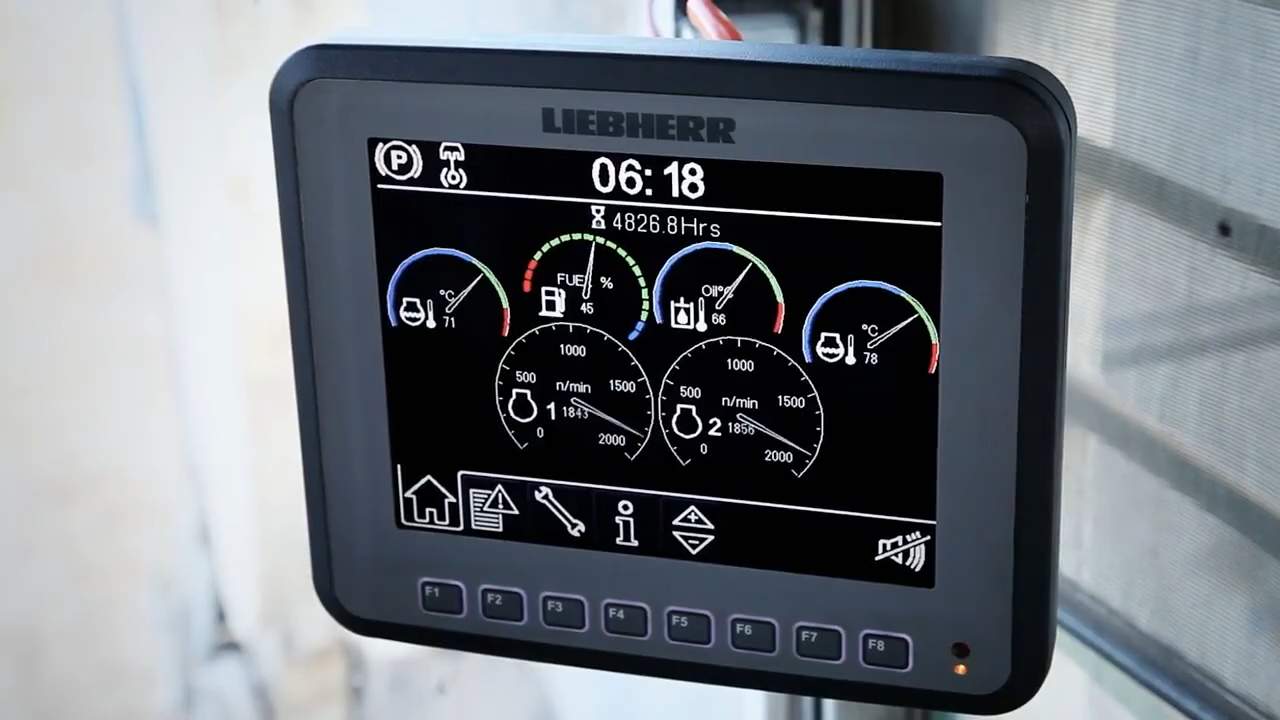 LIEBHERR
P
06:18
4826.8Hrs
°C
71
FUEL %
45
Oil°C
66
°C
78
0
500
1000
1500
2000
n/min
1 1843
0
500
1000
1500
2000
n/min
2 1856
F1
F2
F3
F4
F5
F6
F7
F8